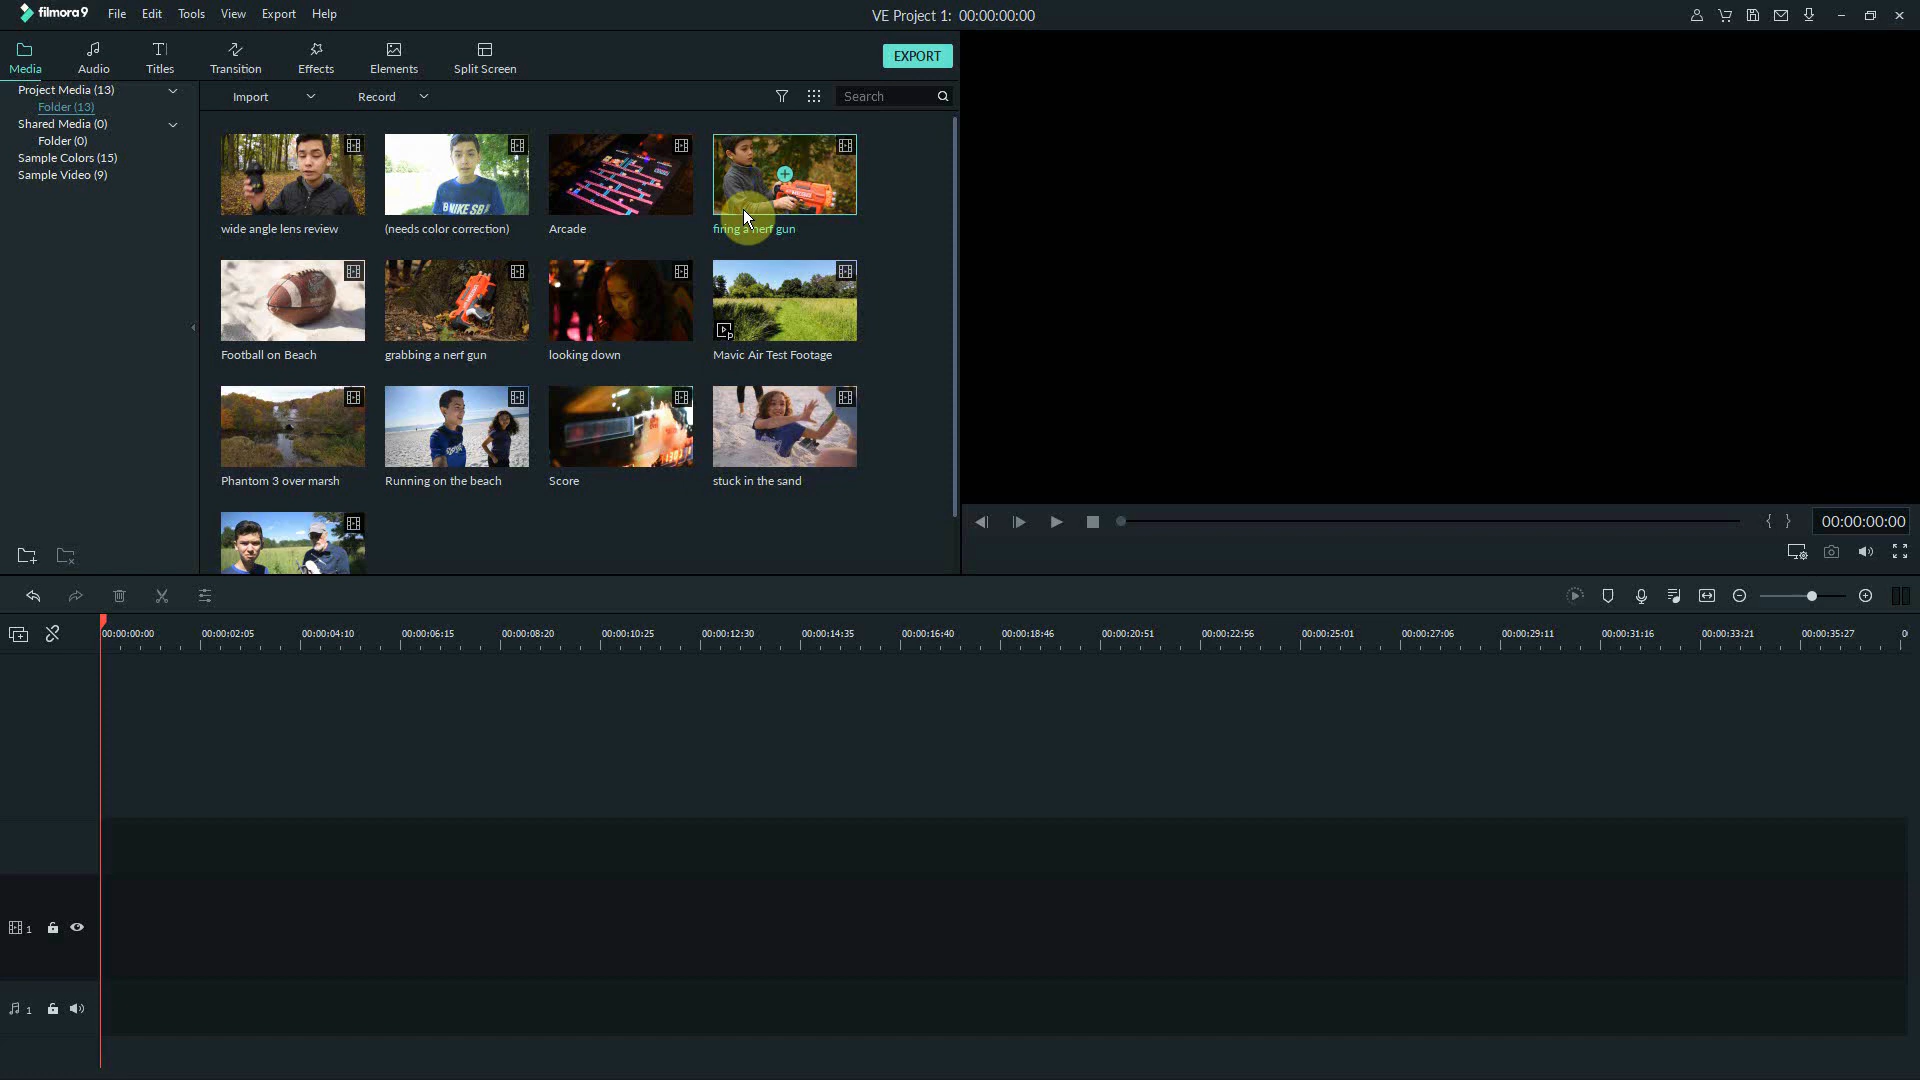 filmora9 File Edit Tools View Export Help VE Project 1: 00:00:00:00
Media Audio Titles Transition Effects Elements Split Screen EXPORT
Project Media (13)
Folder (13)
Shared Media (0)
Folder (0)
Sample Colors (15)
Sample Video (9)
Import Record Search
wide angle lens review (needs color correction) Arcade firing a nerf gun
Football on Beach grabbing a nerf gun looking down Mavic Air Test Footage
Phantom 3 over marsh Running on the beach Score stuck in the sand
00:00:00:00
00:00:00:00 00:00:02:05 00:00:04:10 00:00:06:15 00:00:08:20 00:00:10:25 00:00:12:30 00:00:14:35 00:00:16:40 00:00:18:46 00:00:20:51 00:00:22:56 00:00:25:01 00:00:27:06 00:00:29:11 00:00:31:16 00:00:33:21 00:00:35:27
1
1